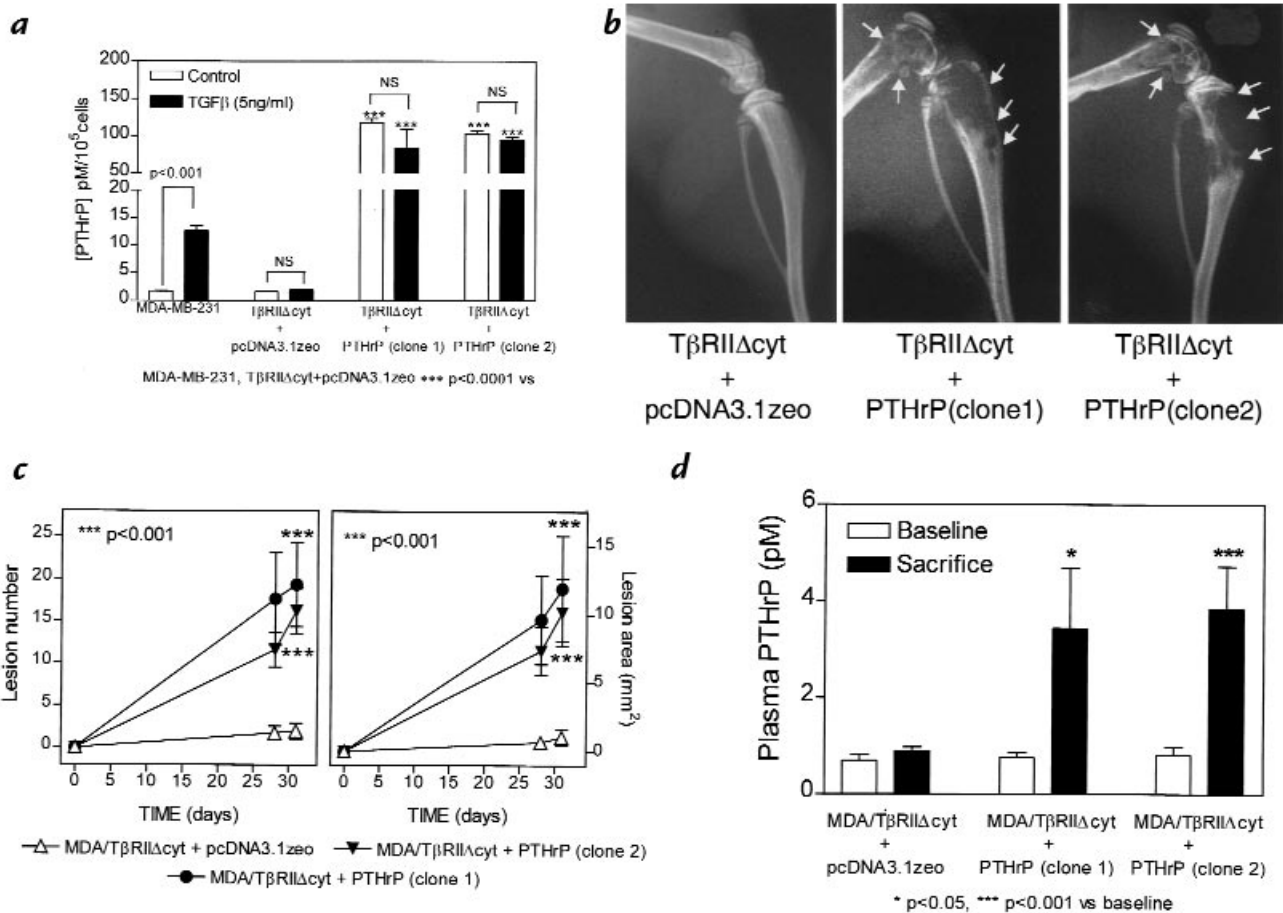 a
200
150
100
50
20
15
10
5
0
[PTHrP] pM/10⁵cells
Control
TGFβ (5ng/ml)
p<0.001
NS
NS
***
***
NS
***
***
MDA-MB-231
TβRIIΔcyt
+
pcDNA3.1zeo
TβRIIΔcyt
+
PTHrP (clone 1)
TβRIIΔcyt
+
PTHrP (clone 2)
MDA-MB-231, TβRIIΔcyt+pcDNA3.1zeo *** p<0.0001 vs
b
TβRIIΔcyt
+
pcDNA3.1zeo
TβRIIΔcyt
+
PTHrP(clone1)
TβRIIΔcyt
+
PTHrP(clone2)
c
Lesion number
25
20
15
10
5
0
*** p<0.001
***
***
0 5 10 15 20 25 30
TIME (days)
*** p<0.001
***
***
15
10
5
0
Lesion area (mm²)
0 5 10 15 20 25 30
TIME (days)
MDA/TβRIIΔcyt + pcDNA3.1zeo
MDA/TβRIIΔcyt + PTHrP (clone 2)
MDA/TβRIIΔcyt + PTHrP (clone 1)
d
Plasma PTHrP (pM)
6
4
2
0
Baseline
Sacrifice
*
***
MDA/TβRIIΔcyt
+
pcDNA3.1zeo
MDA/TβRIIΔcyt
+
PTHrP (clone 1)
MDA/TβRIIΔcyt
+
PTHrP (clone 2)
* p<0.05, *** p<0.001 vs baseline